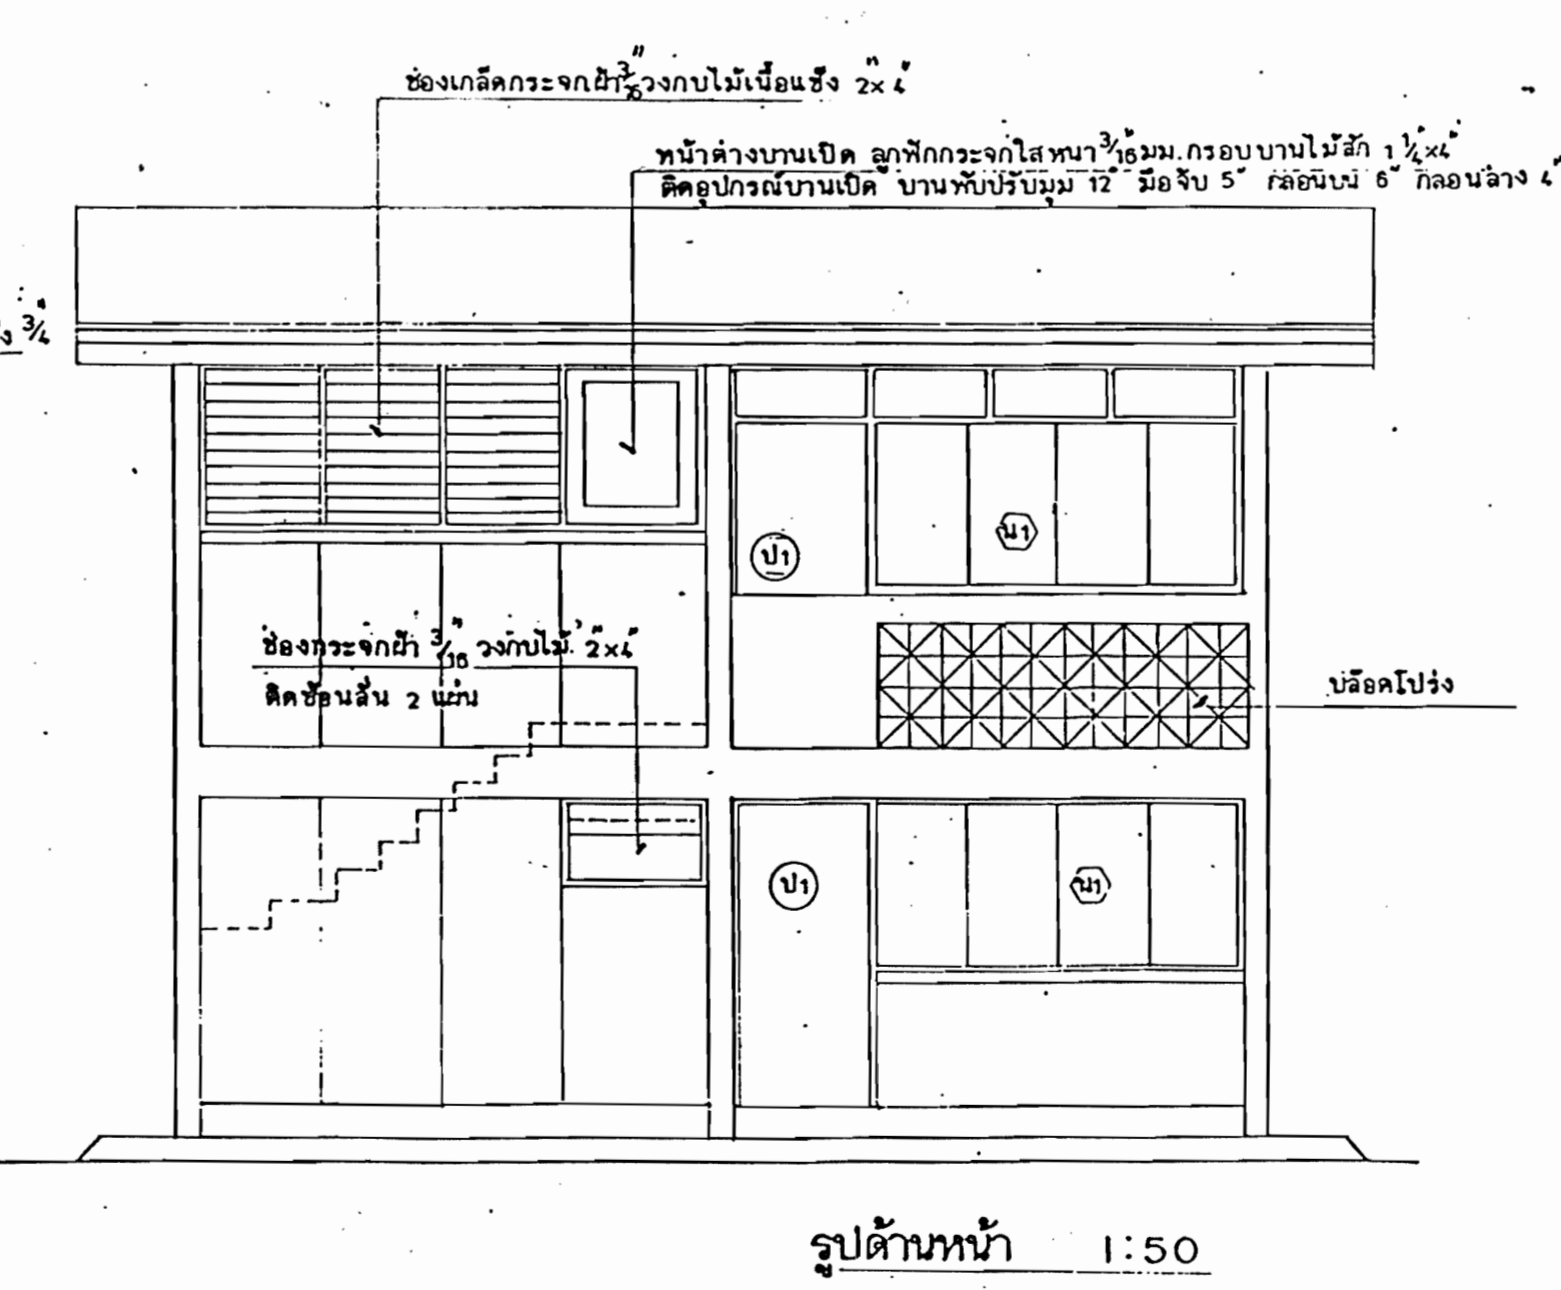 ช่องเกล็ดกระจกฝ้า 3/16" วงกบไม้เนื้อแข็ง 2"x 4"
หน้าต่างบานเปิด ลูกฟักกระจกใสหนา 3/16" มม. กรอบบานไม้สัก 1 1/4"x4"
ติดอุปกรณ์บานเปิด บานพับปรับมุม 12" มือจับ 5" กลอนบน 6" กลอนล่าง 4"
3/4"
น1
ป1
ช่องกระจกฝ้า 3/16" วงกบไม้ 2"x4"
ติดซ้อนลิ่น 2 แผ่น
บล๊อคโปร่ง
ป1
น1
รูปด้านหน้า 1:50